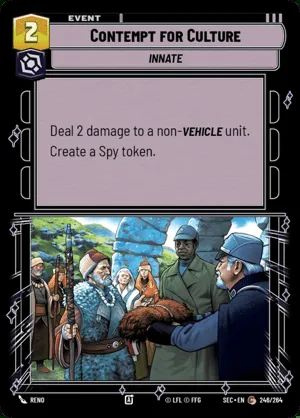 2
EVENT
CONTEMPT FOR CULTURE
INNATE
Deal 2 damage to a non-VEHICLE unit.
Create a Spy token.
RENO
© LFL © FFG
SEC • EN C 246/264